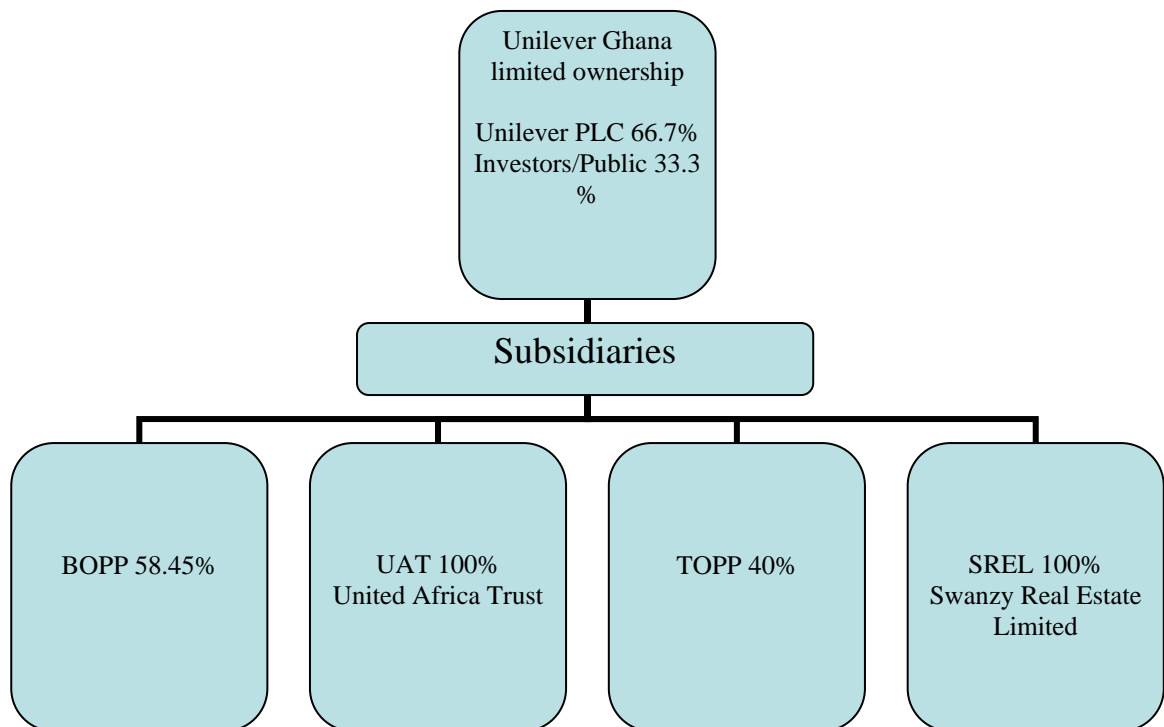 Unilever Ghana
limited ownership
Unilever PLC 66.7%
Investors/Public 33.3
%
Subsidiaries
BOPP 58.45%
UAT 100%
United Africa Trust
TOPP 40%
SREL 100%
Swanzy Real Estate
Limited